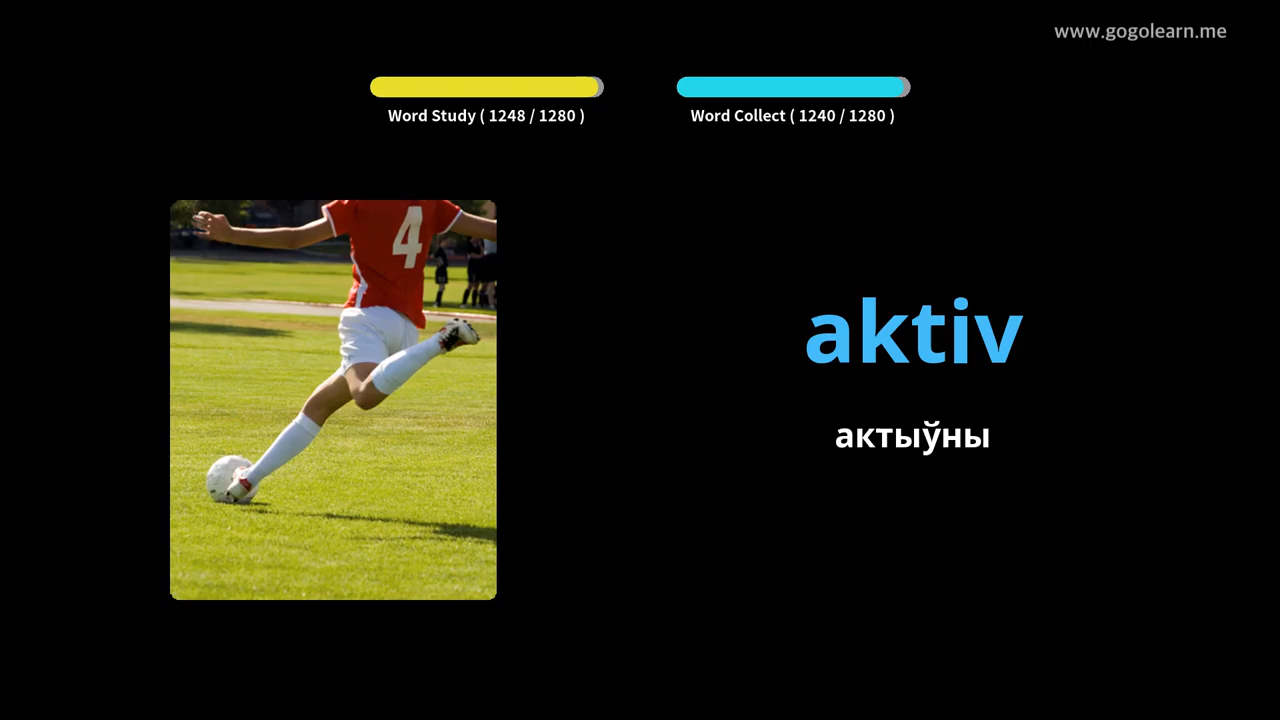 www.gogolearn.me
Word Study ( 1248 / 1280 )
Word Collect ( 1240 / 1280 )
4
aktiv
актыўны